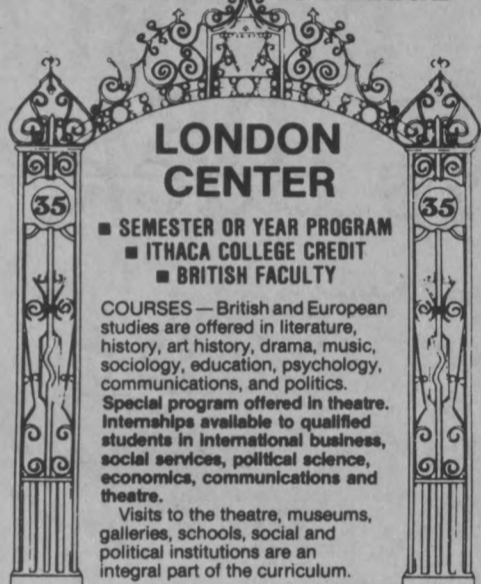 LONDON
CENTER
■ SEMESTER OR YEAR PROGRAM
■ ITHACA COLLEGE CREDIT
■ BRITISH FACULTY
35
35
COURSES — British and European
studies are offered in literature,
history, art history, drama, music,
sociology, education, psychology,
communications, and politics.
Special program offered in theatre.
Internships available to qualified
students in international business,
social services, political science,
economics, communications and
theatre.
Visits to the theatre, museums,
galleries, schools, social and
political institutions are an
integral part of the curriculum.